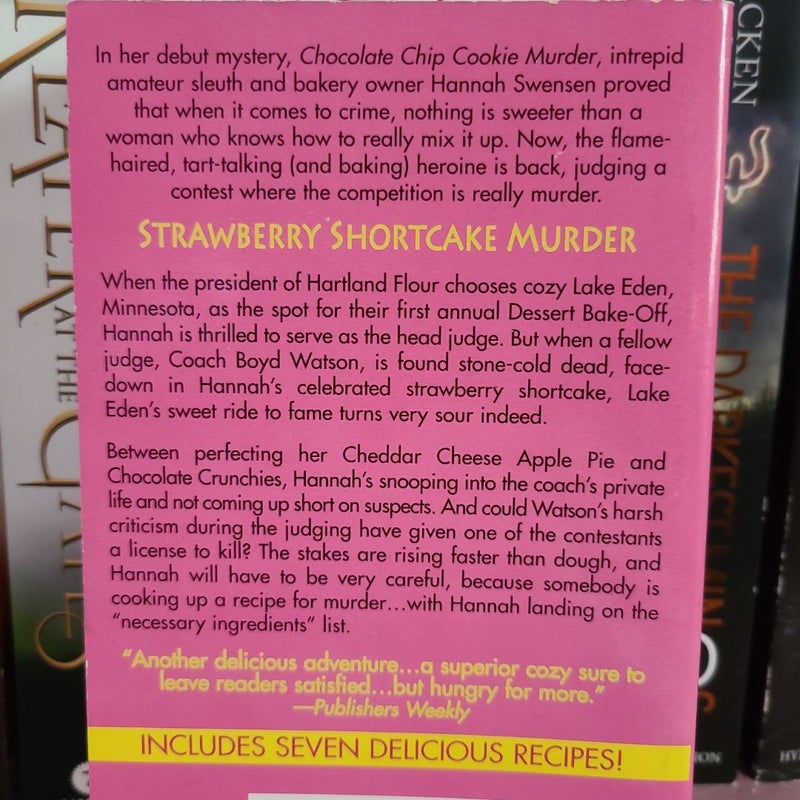 In her debut mystery, Chocolate Chip Cookie Murder, intrepid
amateur sleuth and bakery owner Hannah Swensen proved
that when it comes to crime, nothing is sweeter than a
woman who knows how to really mix it up. Now, the flame-
haired, tart-talking (and baking) heroine is back, judging a
contest where the competition is really murder.
STRAWBERRY SHORTCAKE MURDER
When the president of Hartland Flour chooses cozy Lake Eden,
Minnesota, as the spot for their first annual Dessert Bake-Off,
Hannah is thrilled to serve as the head judge. But when a fellow
judge, Coach Boyd Watson, is found stone-cold dead, face-
down in Hannah's celebrated strawberry shortcake, Lake
Eden's sweet ride to fame turns very sour indeed.
Between perfecting her Cheddar Cheese Apple Pie and
Chocolate Crunchies, Hannah's snooping into the coach's private
life and not coming up short on suspects. And could Watson's harsh
criticism during the judging have given one of the contestants
a license to kill? The stakes are rising faster than dough, and
Hannah will have to be very careful, because somebody is
cooking up a recipe for murder...with Hannah landing on the
"necessary ingredients" list.
"Another delicious adventure...a superior cozy sure to
leave readers satisfied...but hungry for more."
—Publishers Weekly
INCLUDES SEVEN DELICIOUS RECIPES!
AT THE
CKEN
THE DARKEST MINDS